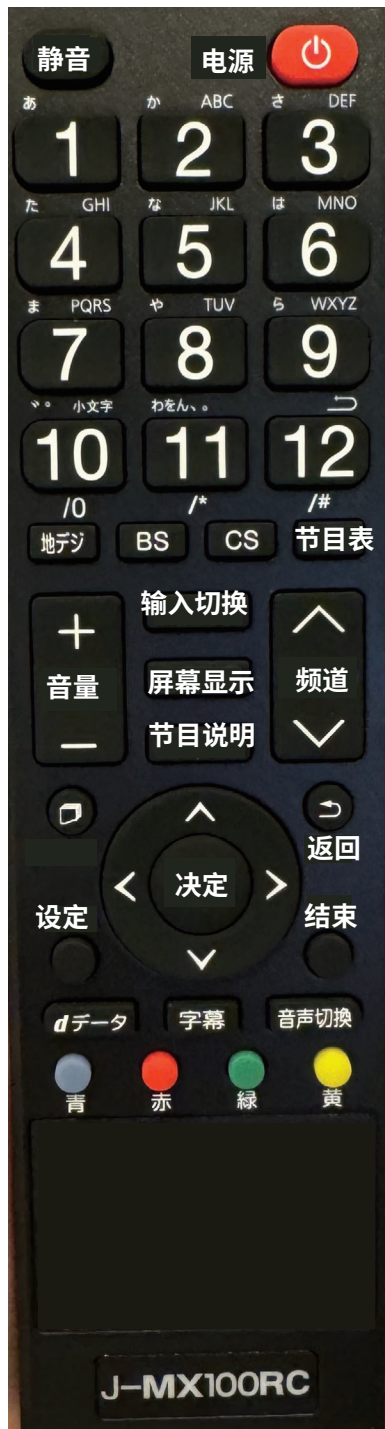 静音 电源
あ か ABC さ DEF
1 2 3
た GHI な JKL は MNO
4 5 6
ま PQRS や TUV ら WXYZ
7 8 9
゛゜ 小文字 わをん、。
10 11 12
/0 /* /#
地デジ BS CS 节目表
输入切换
+ 音量 - 屏幕显示 频道
节目说明
返回
决定
设定 结束
dデータ 字幕 音声切換
青 赤 緑 黄
J-MX100RC